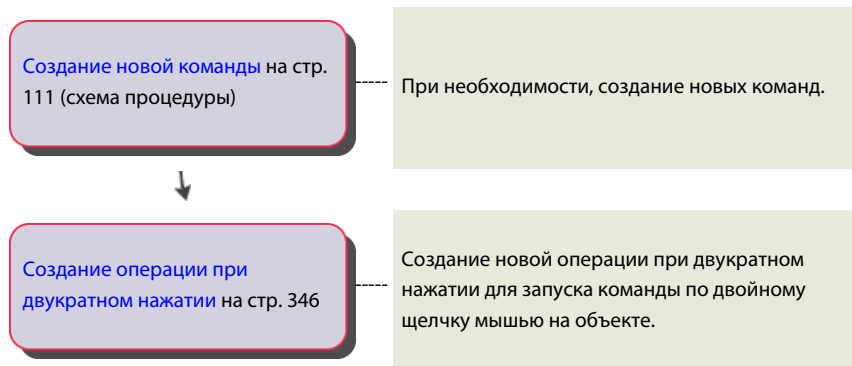 Создание новой команды на стр.
111 (схема процедуры)
При необходимости, создание новых команд.
Создание операции при
двукратном нажатии на стр. 346
Создание новой операции при двукратном
нажатии для запуска команды по двойному
щелчку мышью на объекте.